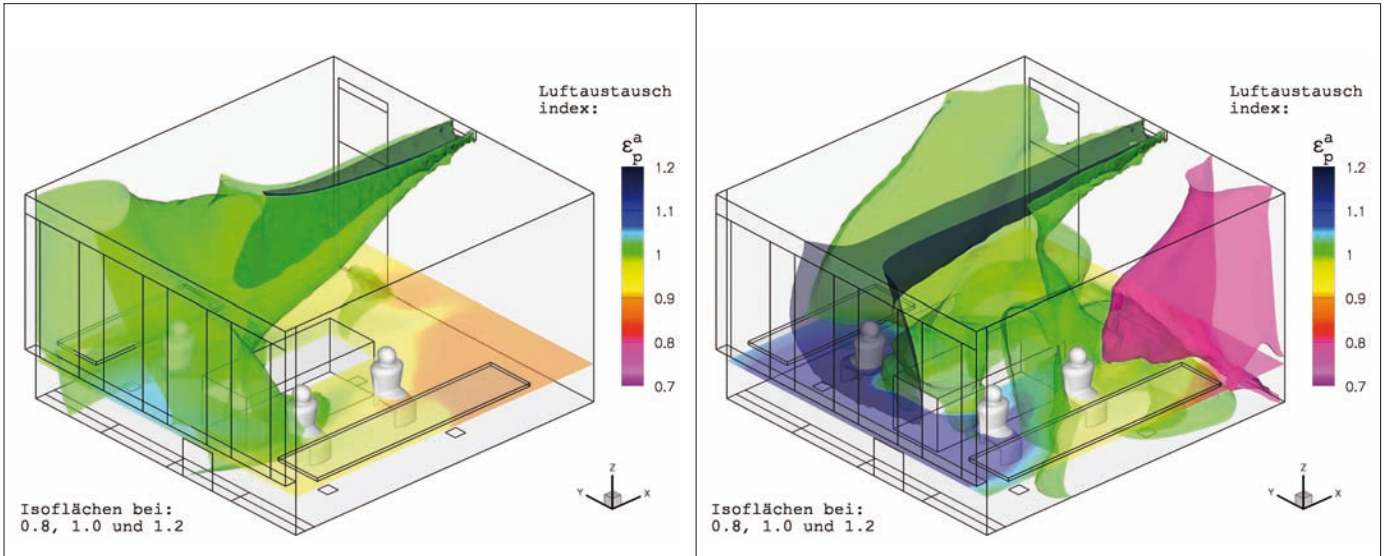 Luftaustausch
index:
ε_p^a
1.2
1.1
1
0.9
0.8
0.7
Z
Y
X
Isoflächen bei:
0.8, 1.0 und 1.2
Luftaustausch
index:
ε_p^a
1.2
1.1
1
0.9
0.8
0.7
Z
Y
X
Isoflächen bei:
0.8, 1.0 und 1.2